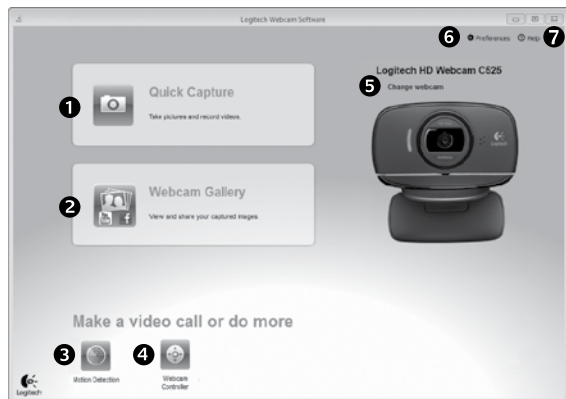 Logitech Webcam Software
6 Preferences Help 7
Logitech HD Webcam C525
5 Change webcam
1 Quick Capture
Take pictures and record videos.
Logitech
2 Webcam Gallery
View and share your captured images.
You
f
Make a video call or do more
3 4
Motion Detection
Webcam
Controller
Logitech